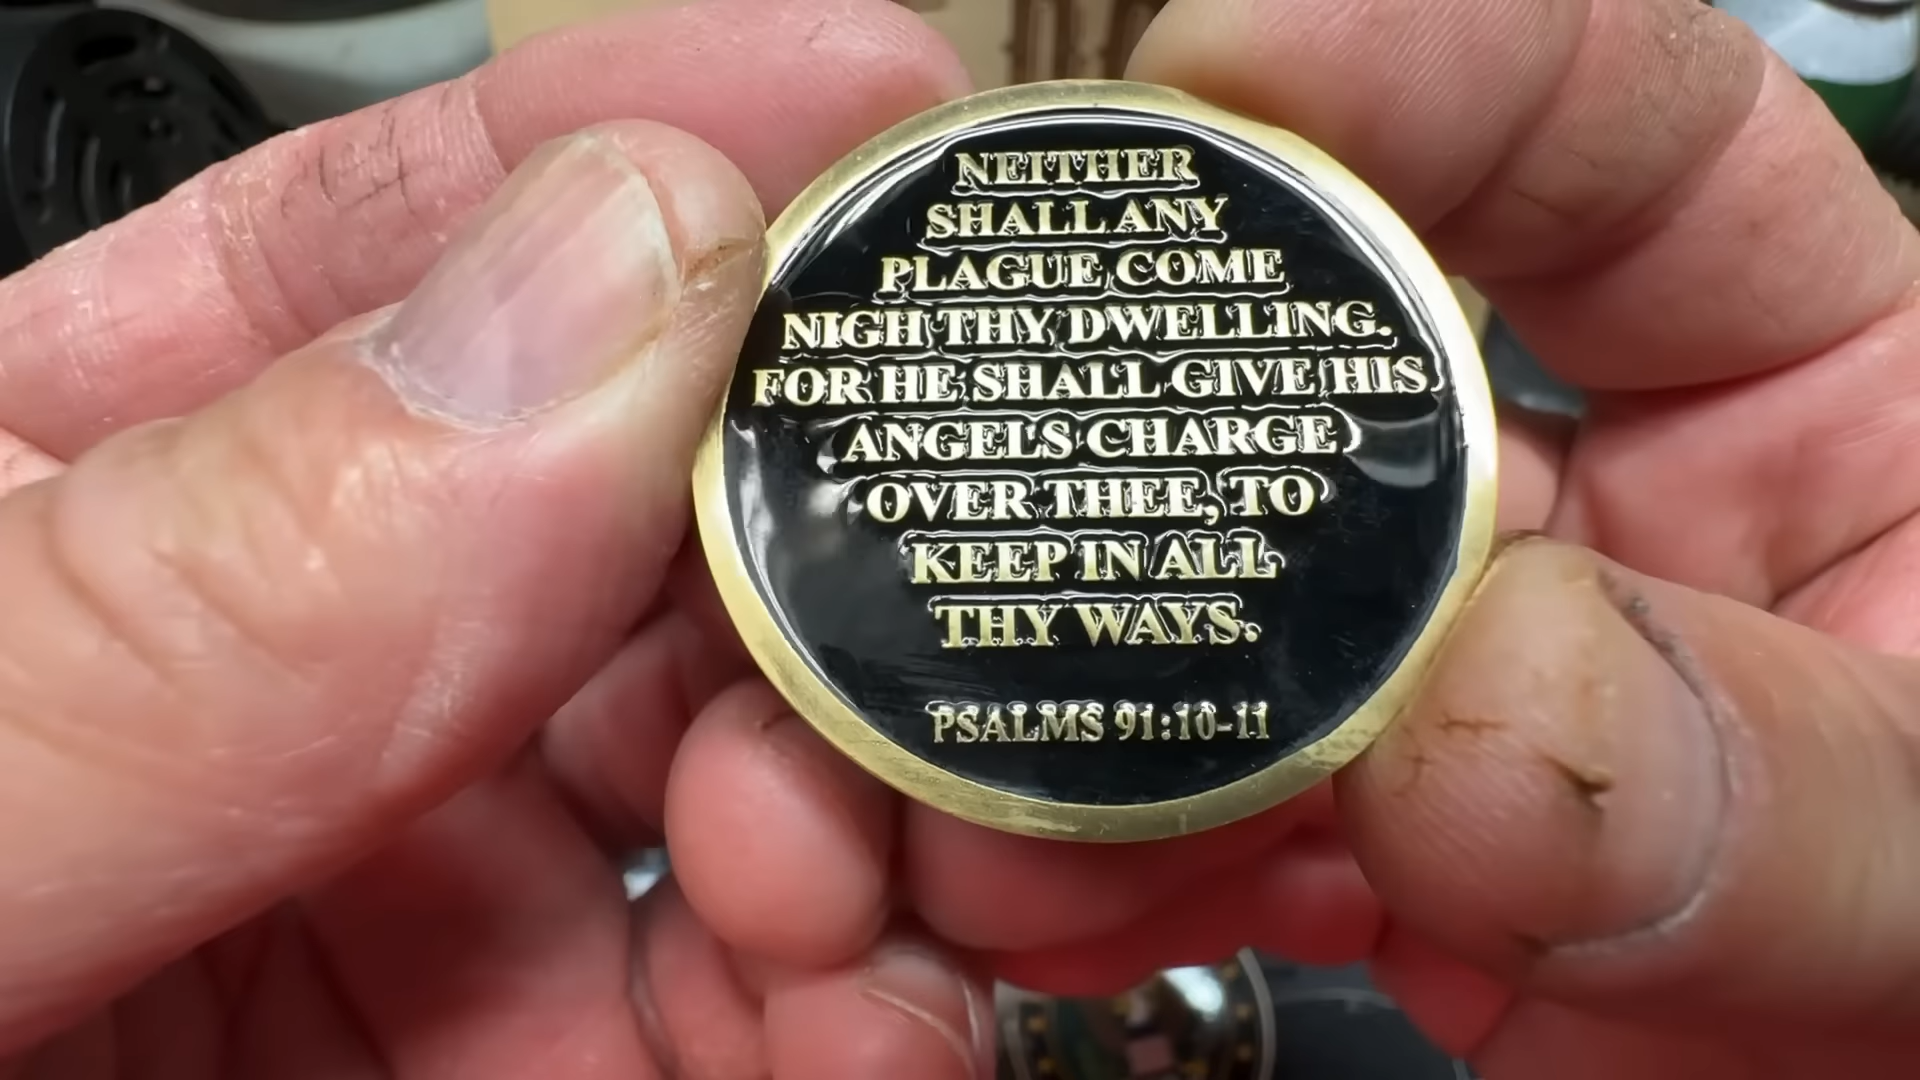 NEITHER
SHALL ANY
PLAGUE COME
NIGH THY DWELLING.
FOR HE SHALL GIVE HIS
ANGELS CHARGE
OVER THEE, TO
KEEP IN ALL
THY WAYS.
PSALMS 91:10-11